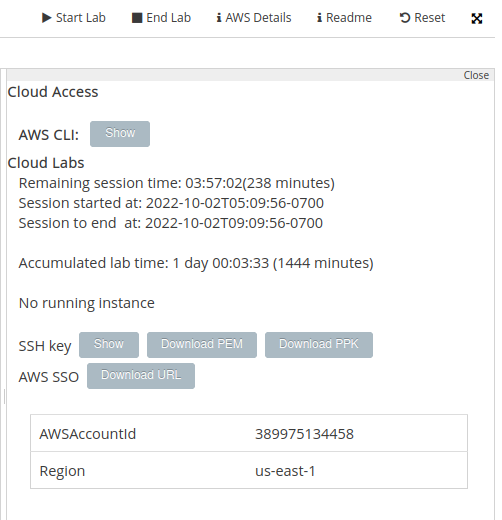 Start Lab End Lab AWS Details Readme Reset
Close
Cloud Access
AWS CLI: Show
Cloud Labs
Remaining session time: 03:57:02(238 minutes)
Session started at: 2022-10-02T05:09:56-0700
Session to end at: 2022-10-02T09:09:56-0700
Accumulated lab time: 1 day 00:03:33 (1444 minutes)
No running instance
SSH key Show Download PEM Download PPK
AWS SSO Download URL
AWSAccountId 389975134458
Region us-east-1